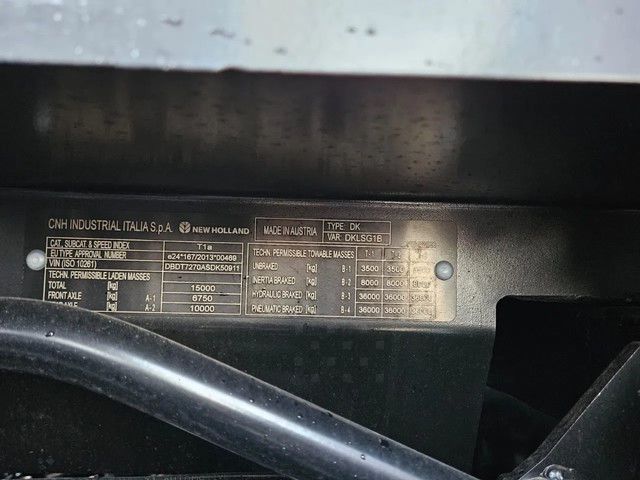 CNH INDUSTRIAL ITALIA S.p.A. NEW HOLLAND
MADE IN AUSTRIA TYPE DK
VAR DKLSG1B
CAT. SUBCAT. & SPEED INDEX T1a
EU TYPE APPROVAL NUMBER e24*167/2013*00469
VIN (ISO 10261) DBDT7270ASDK50911
TECHN. PERMISSIBLE LADEN MASSES [kg]
TOTAL [kg] 15000
FRONT AXLE A-1 6750
AXLE A-2 10000
TECHN. PERMISSIBLE TOWABLE MASSES T-1
UNBRAKED [kg] B-1 3500 3500
INERTIA BRAKED [kg] B-2 8000 8000
HYDRAULIG BRAKED [kg] B-3 36000 36000
PNEUMATIC BRAKED [kg] B-4 36000 36000